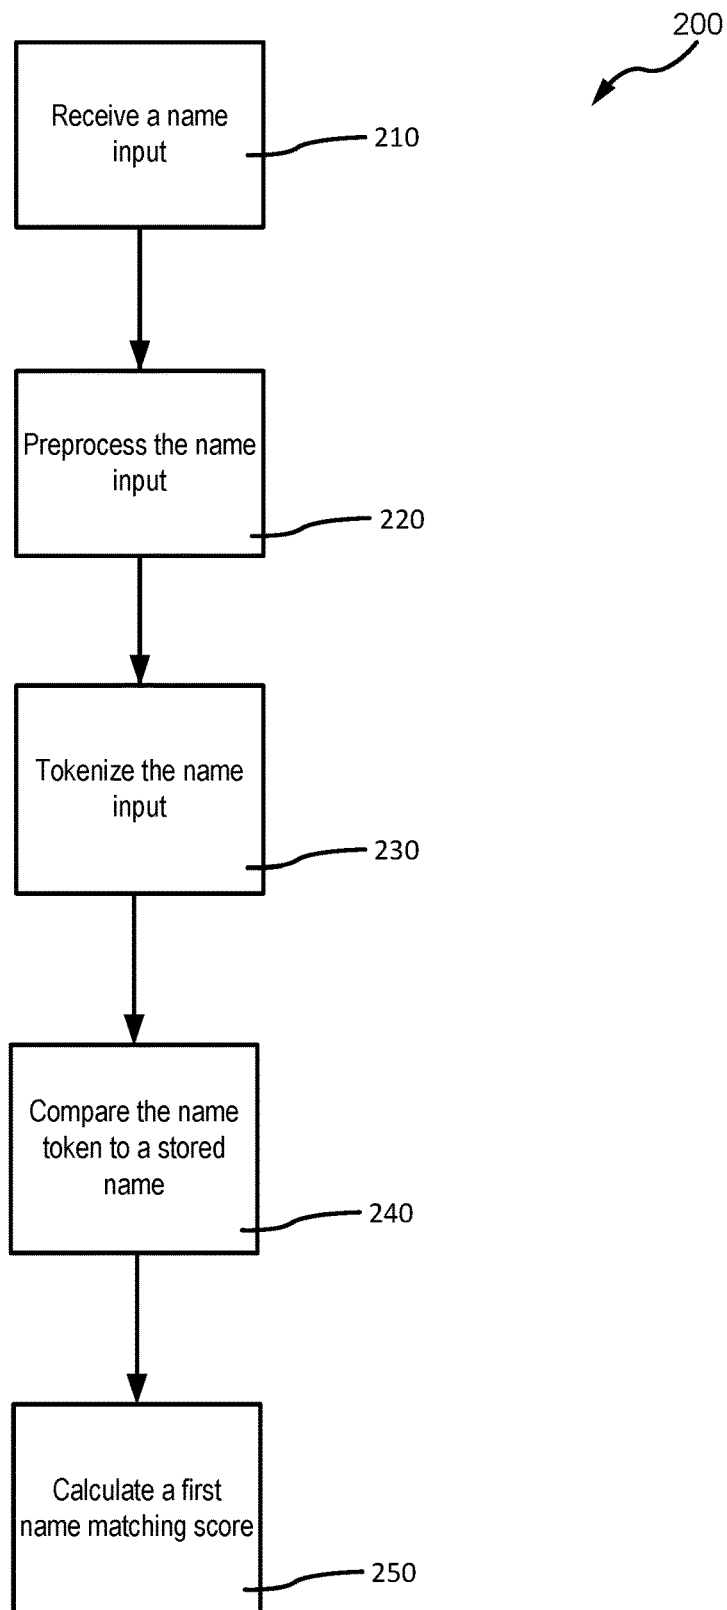 200
Receive a name
input
210
Preprocess the name
input
220
Tokenize the name
input
230
Compare the name
token to a stored
name
240
Calculate a first
name matching score
250